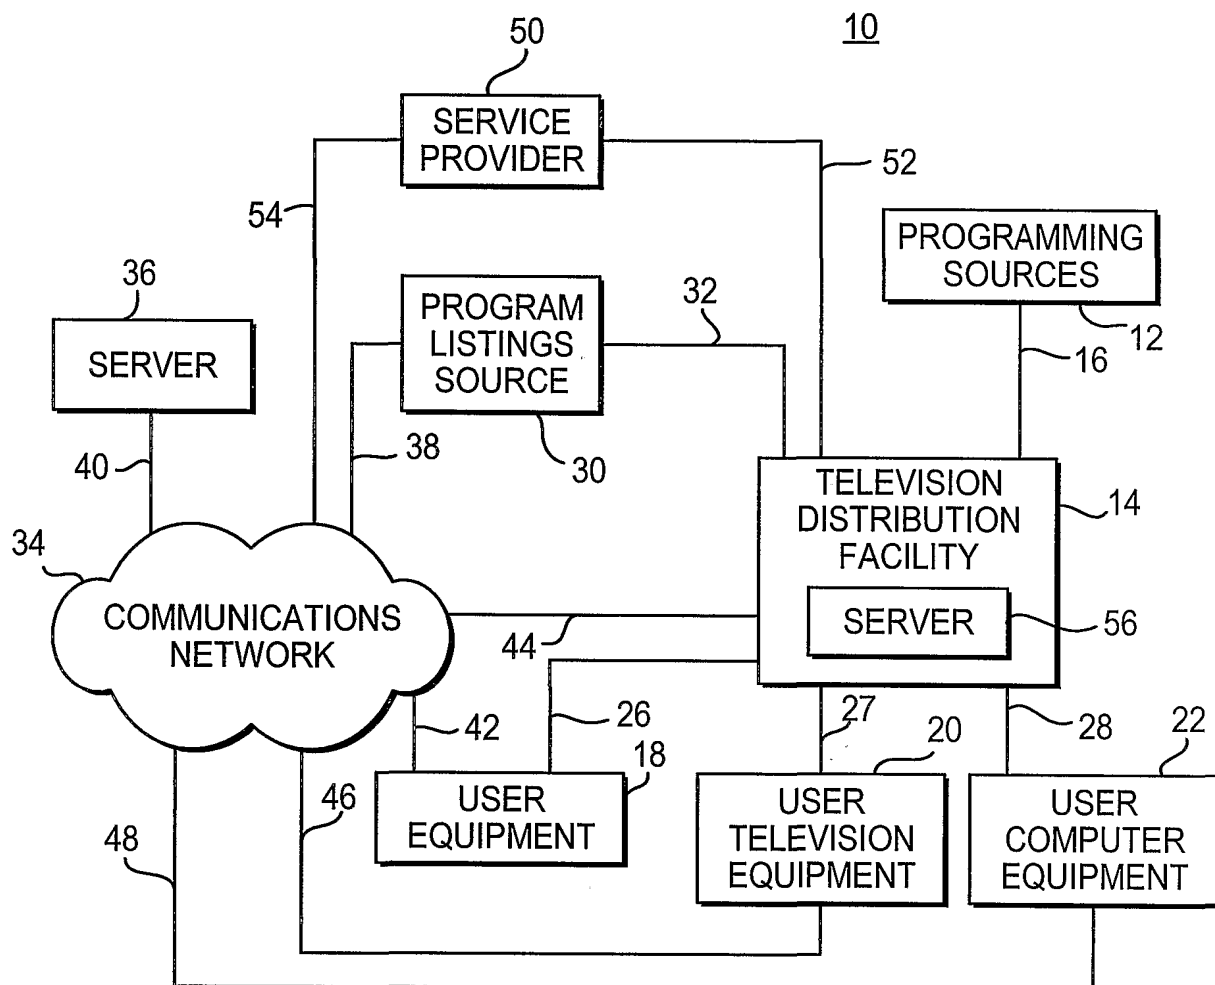 10
50
SERVICE
PROVIDER
52
54
PROGRAMMING
SOURCES
36
PROGRAM
LISTINGS
SOURCE
32
12
SERVER
16
40
38
30
TELEVISION
DISTRIBUTION
FACILITY
14
34
COMMUNICATIONS
NETWORK
SERVER
56
44
42
26
27
28
18
20
22
46
USER
EQUIPMENT
USER
TELEVISION
EQUIPMENT
USER
COMPUTER
EQUIPMENT
48